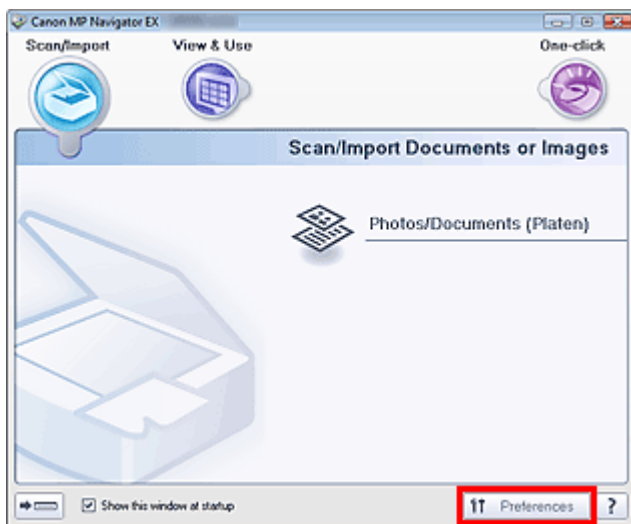 Canon MP Navigator EX
Scan/Import
View & Use
One-click
Scan/Import Documents or Images
Photos/Documents (Platen)
Show this window at startup
Preferences
?